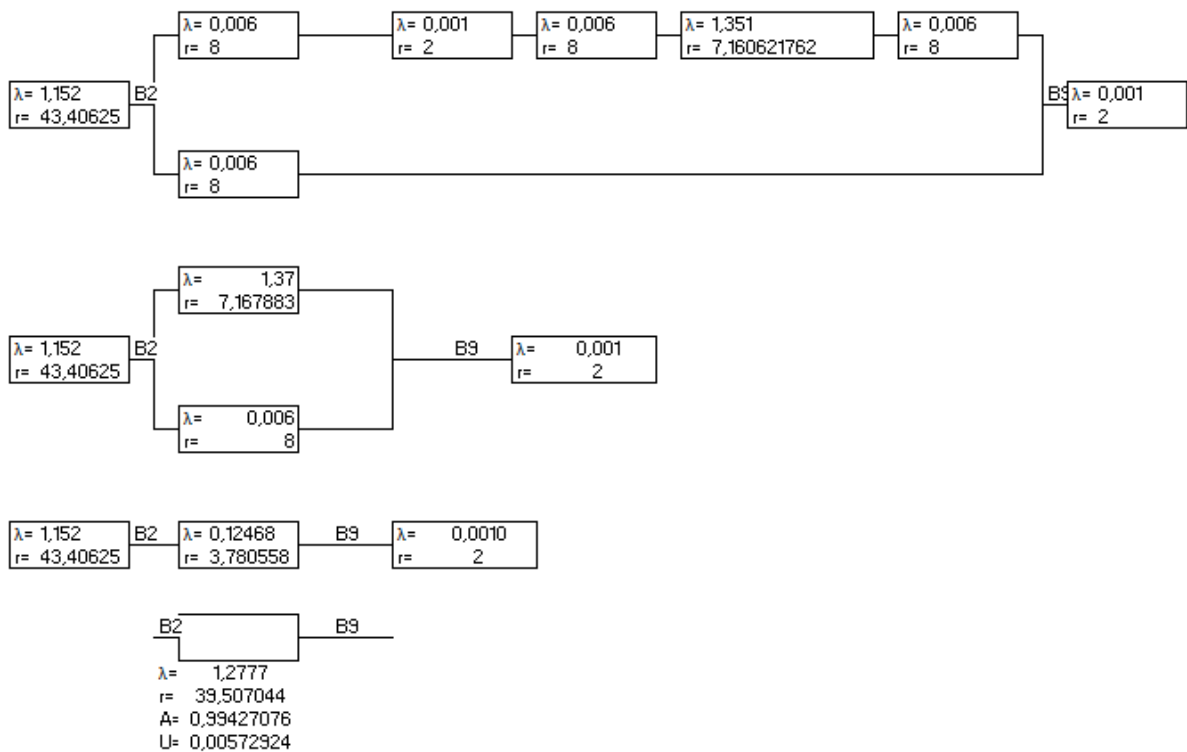 λ= 0,006
r= 8
λ= 0,001
r= 2
λ= 0,006
r= 8
λ= 1,351
r= 7,160621762
λ= 0,006
r= 8
λ= 1,152
r= 43,40625
B2
B9
λ= 0,001
r= 2
λ= 0,006
r= 8
λ= 1,37
r= 7,167883
λ= 1,152
r= 43,40625
B2
B9
λ= 0,001
r= 2
λ= 0,006
r= 8
λ= 1,152
r= 43,40625
B2
λ= 0,12468
r= 3,780558
B9
λ= 0,0010
r= 2
B2
B9
λ= 1,2777
r= 39,507044
A= 0,99427076
U= 0,00572924